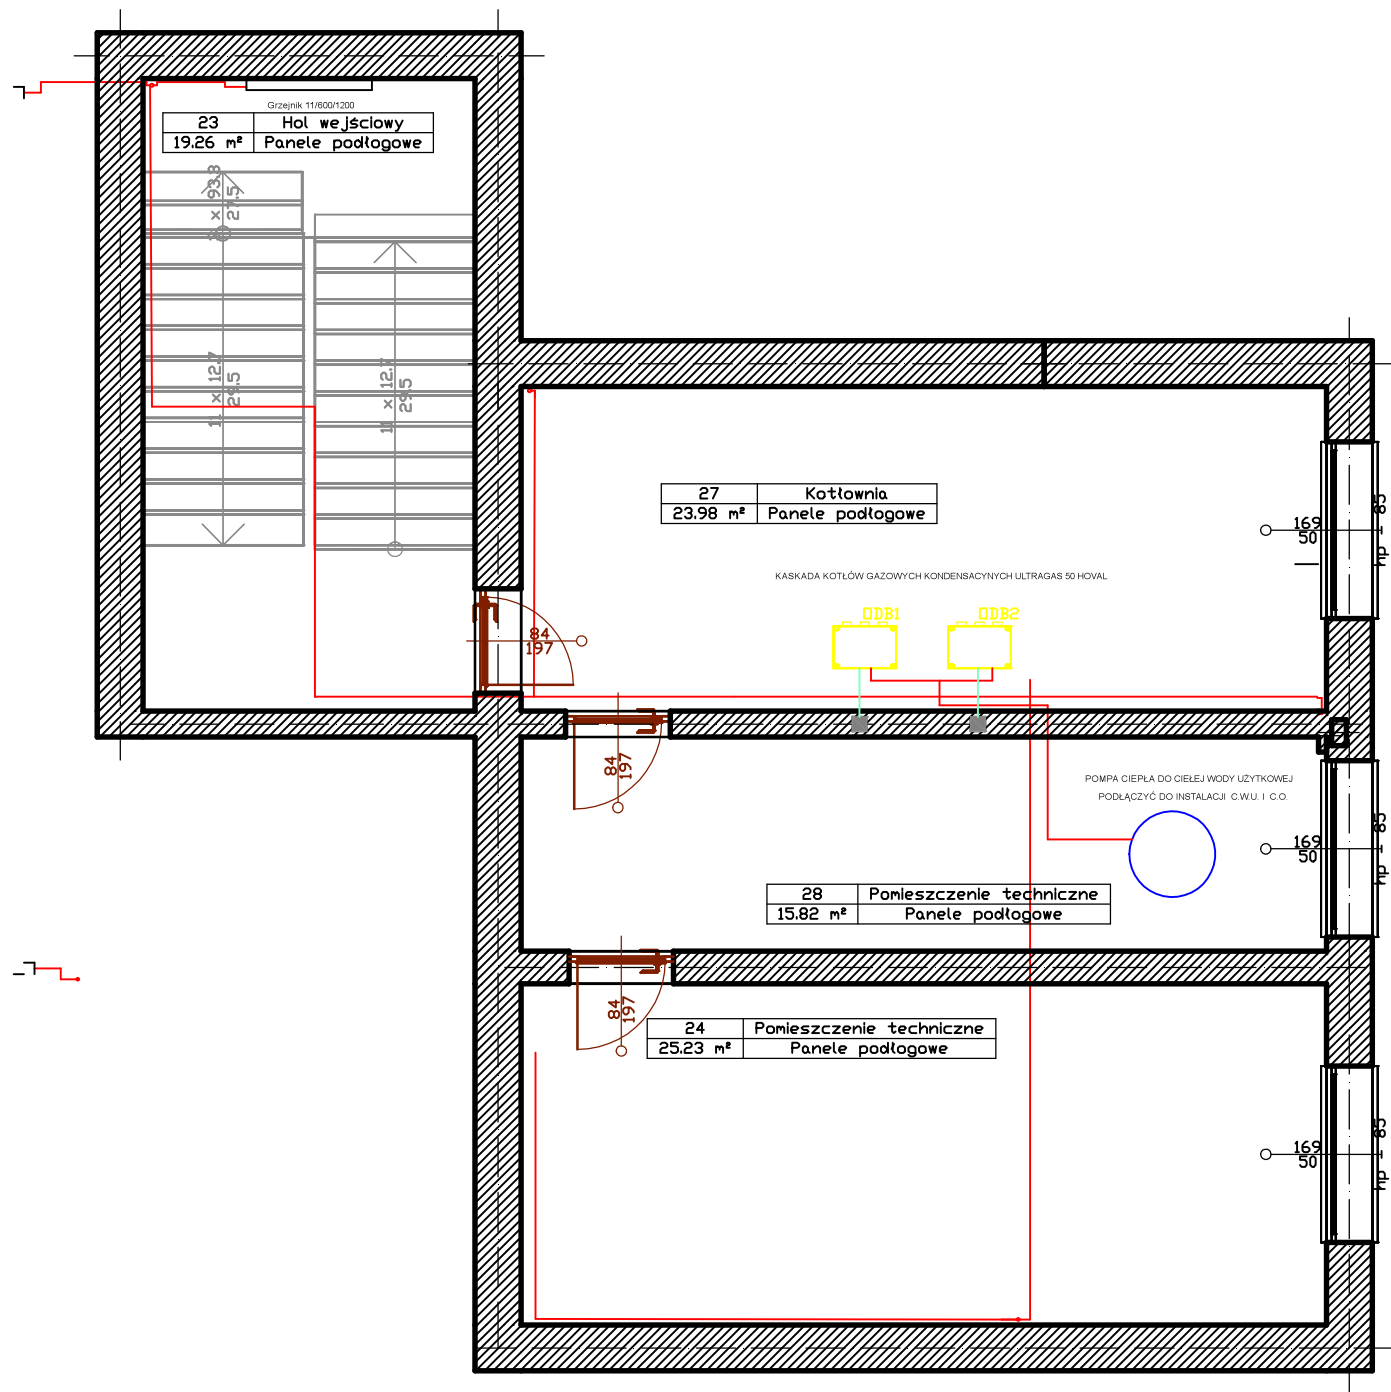 Grzejnik 11/600/1200
23 Hol wejściowy
19.26 m² Panele podłogowe
27.5
11 x 12.7
29.5
11 x 12.7
29.5
27 Kotłownia
23.98 m² Panele podłogowe
169
50
hp = 85
KASKADA KOTŁÓW GAZOWYCH KONDENSACYNYCH ULTRAGAS 50 HOVAL
ODB1 ODB2
84
197
84
197
POMPA CIEPŁA DO CIEŁEJ WODY UŻYTKOWEJ
PODŁĄCZYĆ DO INSTALACJI C.W.U. I C.O.
169
50
hp = 85
28 Pomieszczenie techniczne
15.82 m² Panele podłogowe
84
197
24 Pomieszczenie techniczne
25.23 m² Panele podłogowe
169
50
hp = 85